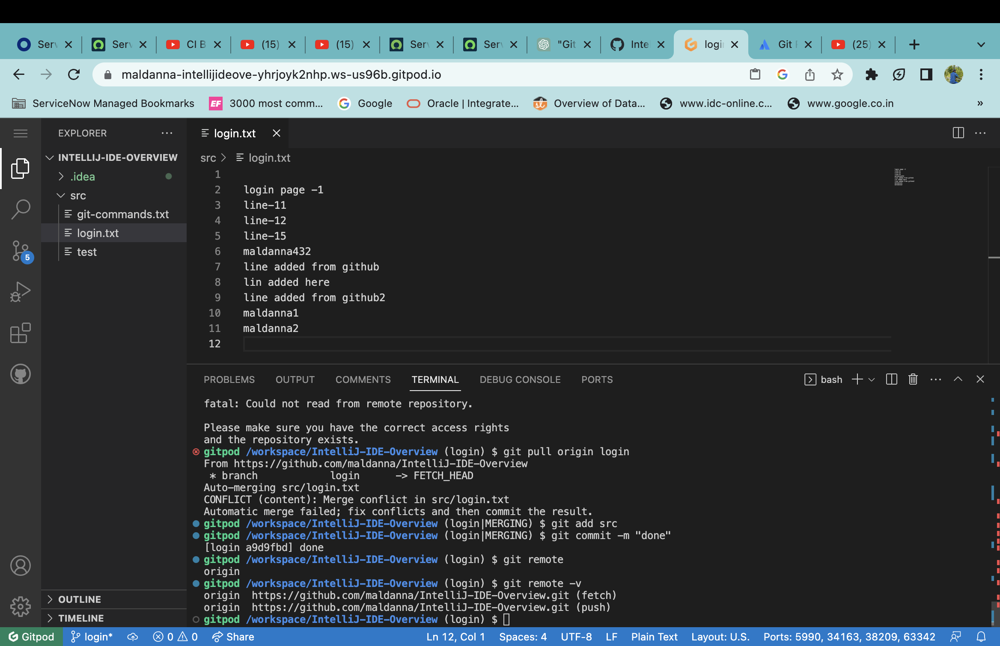 Serv
Serv
CI B
(15)
(15)
Serv
Serv
"Git
Inte
login
Git
(25)
maldanna-intellijideove-yhrjoyk2nhp.ws-us96b.gitpod.io
ServiceNow Managed Bookmarks
EF 3000 most comm...
Google
Oracle | Integrate...
Overview of Data...
www.idc-online.c...
www.google.co.in
»
EXPLORER
login.txt
INTELLIJ-IDE-OVERVIEW
.idea
src
git-commands.txt
login.txt
test
5
OUTLINE
TIMELINE
src > login.txt
1
2 login page -1
3 line-11
4 line-12
5 line-15
6 maldanna432
7 line added from github
8 lin added here
9 line added from github2
10 maldanna1
11 maldanna2
12
PROBLEMS OUTPUT COMMENTS TERMINAL DEBUG CONSOLE PORTS
bash
fatal: Could not read from remote repository.
Please make sure you have the correct access rights
and the repository exists.
gitpod /workspace/IntelliJ-IDE-Overview (login) $ git pull origin login
From https://github.com/maldanna/IntelliJ-IDE-Overview
* branch login -> FETCH_HEAD
Auto-merging src/login.txt
CONFLICT (content): Merge conflict in src/login.txt
Automatic merge failed; fix conflicts and then commit the result.
gitpod /workspace/IntelliJ-IDE-Overview (login|MERGING) $ git add src
gitpod /workspace/IntelliJ-IDE-Overview (login|MERGING) $ git commit -m "done"
[login a9d9fbd] done
gitpod /workspace/IntelliJ-IDE-Overview (login) $ git remote
origin
gitpod /workspace/IntelliJ-IDE-Overview (login) $ git remote -v
origin https://github.com/maldanna/IntelliJ-IDE-Overview.git (fetch)
origin https://github.com/maldanna/IntelliJ-IDE-Overview.git (push)
gitpod /workspace/IntelliJ-IDE-Overview (login) $
Gitpod login* 0 0 Share Ln 12, Col 1 Spaces: 4 UTF-8 LF Plain Text Layout: U.S. Ports: 5990, 34163, 38209, 63342